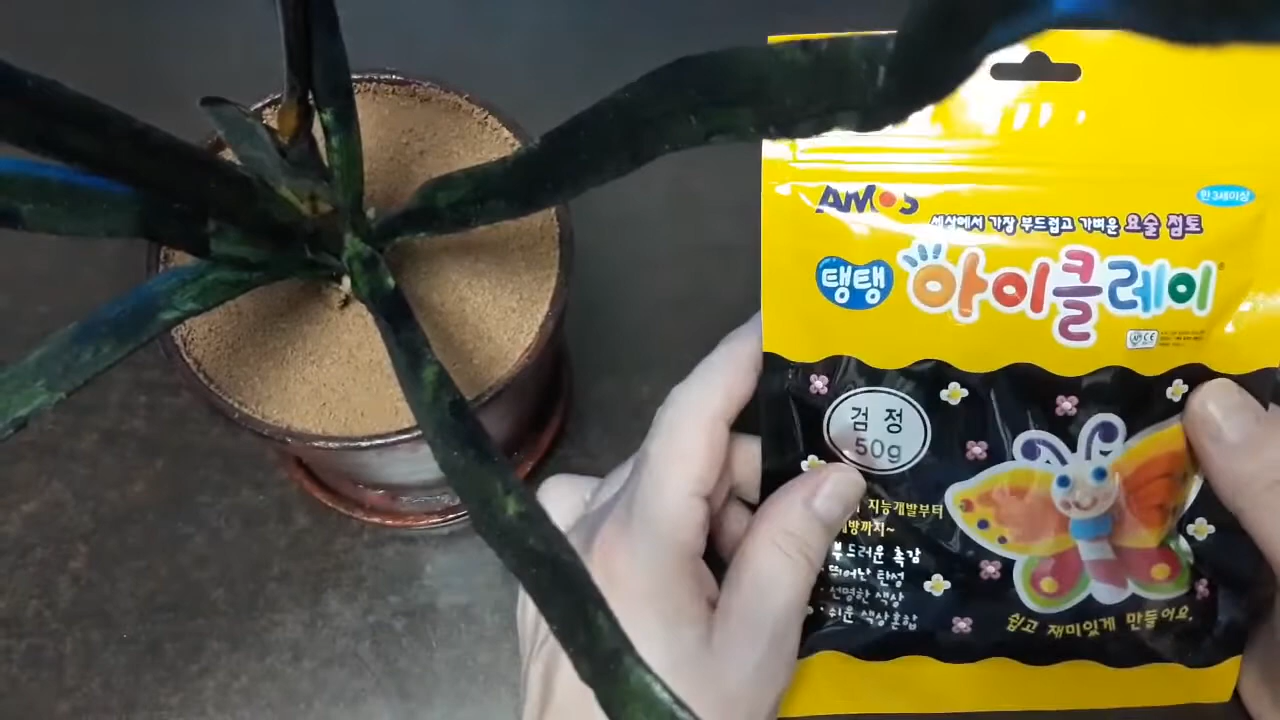 AMOS
만3세이상
세상에서 가장 부드럽고 가벼운 요술 점토
탱탱 아이클레이
검정
50g
지능개발부터
부드러운 촉감
뛰어난 탄성
선명한 색상
쉬운 색상혼합
쉽고 재미있게 만들어요.